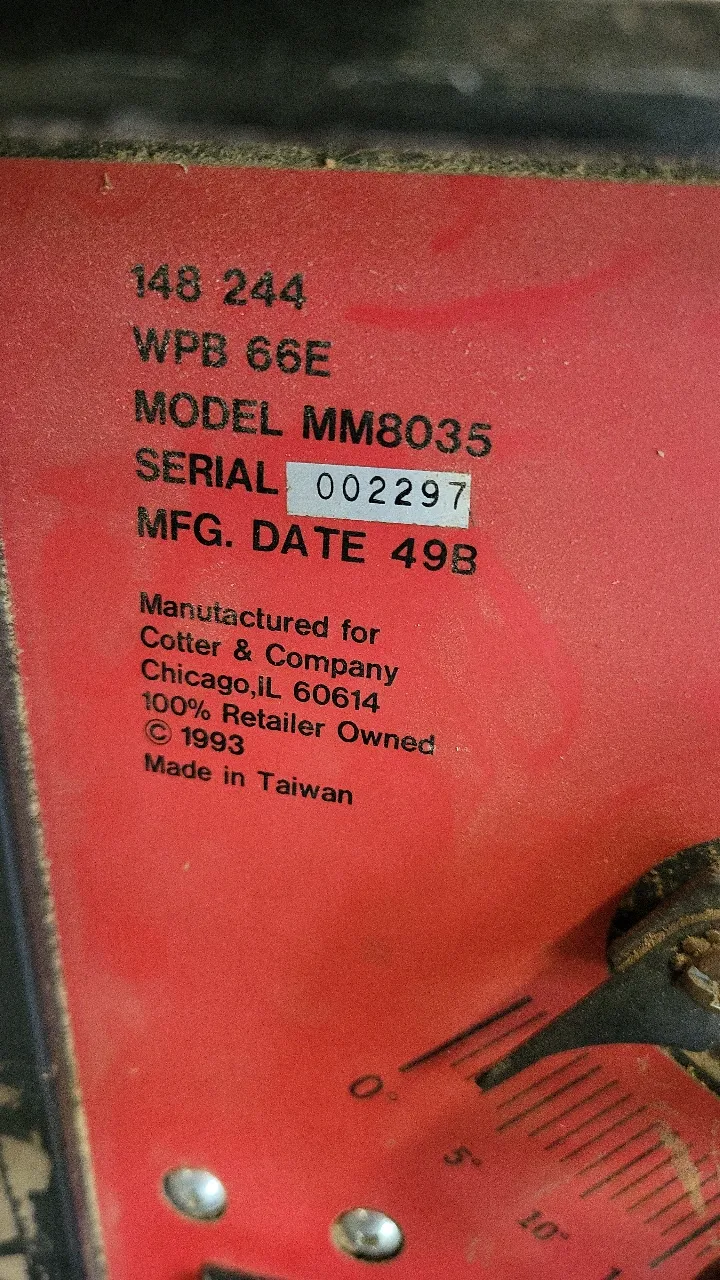 148 244
WPB 66E
MODEL MM8035
SERIAL 002297
MFG. DATE 49B
Manutactured for
Cotter & Company
Chicago,iL 60614
100% Retailer Owned
© 1993
Made in Taiwan
0°
5°
10°